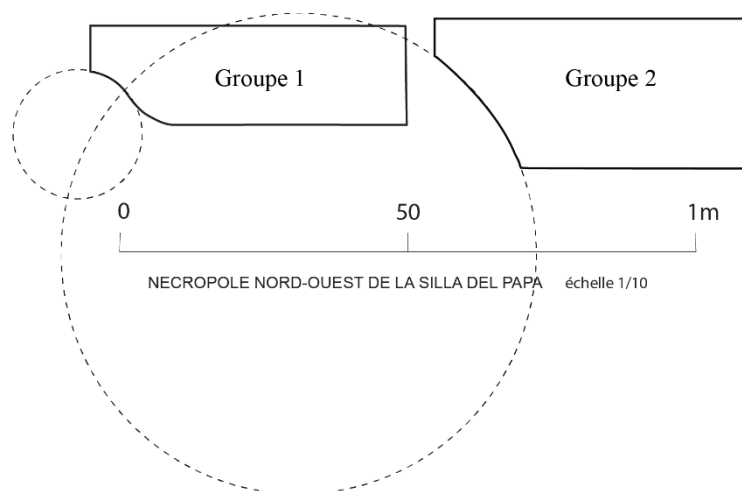 Groupe 1
Groupe 2
0 50 1m
NECROPOLE NORD-OUEST DE LA SILLA DEL PAPA échelle 1/10